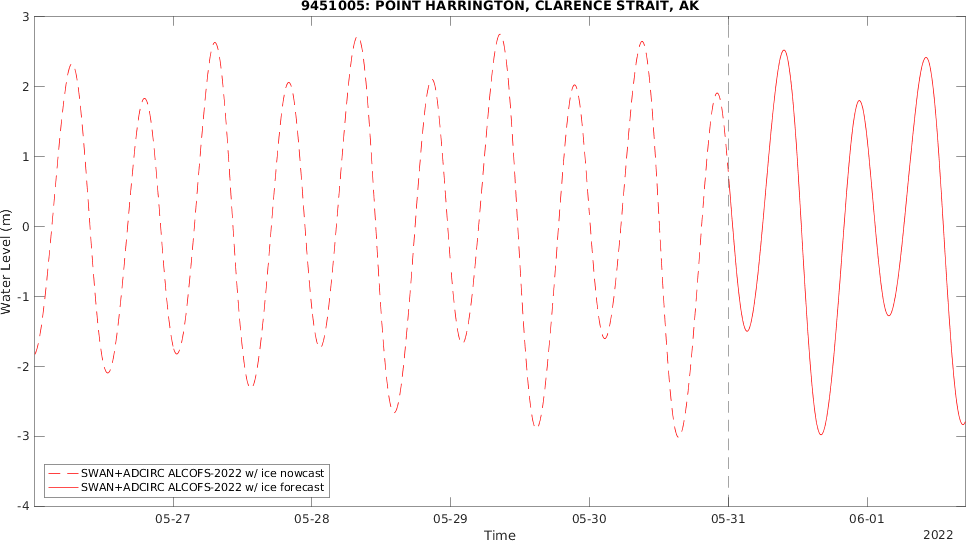 9451005: POINT HARRINGTON, CLARENCE STRAIT, AK
3
2
1
0
-1
-2
-3
-4
Water Level (m)
SWAN+ADCIRC ALCOFS-2022 w/ ice nowcast
SWAN+ADCIRC ALCOFS-2022 w/ ice forecast
05-27 05-28 05-29 05-30 05-31 06-01
Time
2022